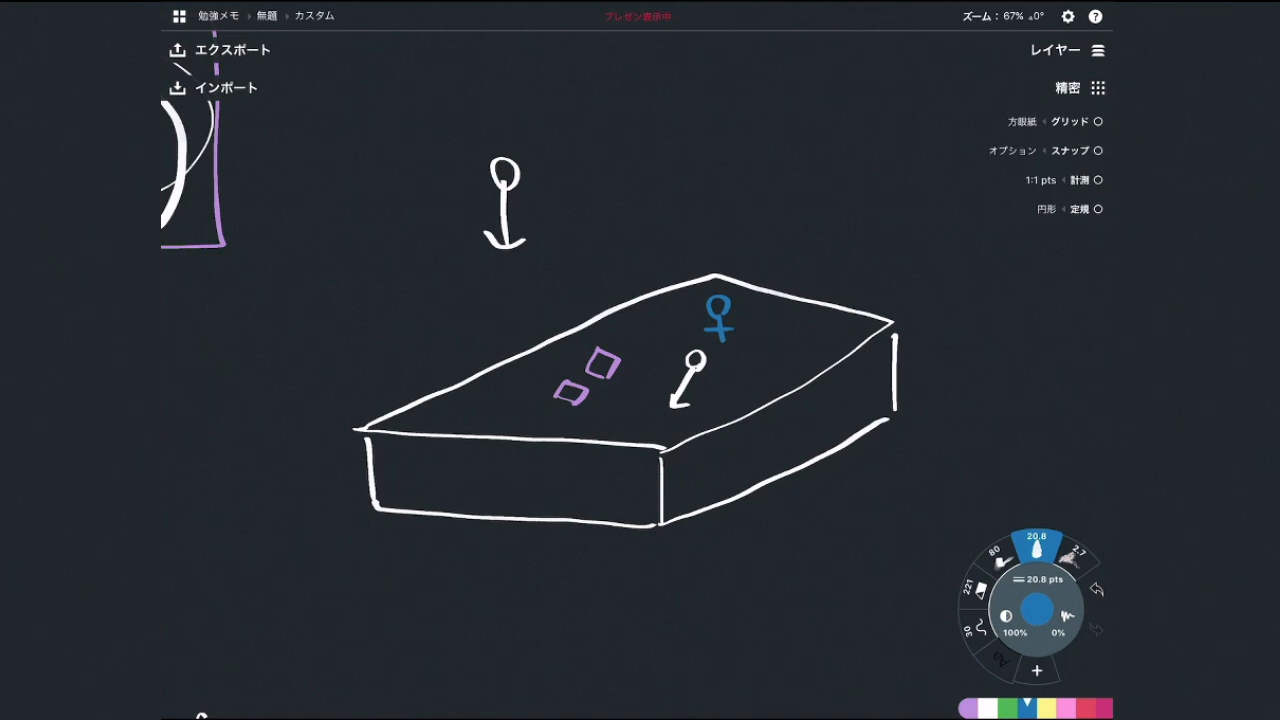 勉強メモ › 無題 › カスタム
プレゼン表示中
ズーム: 67% ⊿0°
エクスポート
インポート
レイヤー
精密
方眼紙 ‹ グリッド
オプション ‹ スナップ
1:1 pts ‹ 計測
円形 ‹ 定規
20.8
80
2.7
221
20.8 pts
30
100%
0%
Aa
+